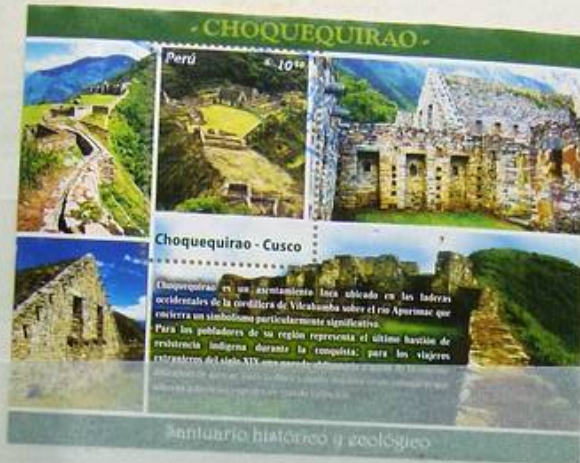 - CHOQUEQUIRAO -
Perú
10
Choquequirao - Cusco
Choquequirao es un asentamiento Inca ubicado en las laderas
occidentales de la cordillera de Vilcabamba sobre el río Apurímac que
encierra un simbolismo particularmente significativo.
Para los pobladores de su región representa el último bastión de
resistencia indígena durante la conquista; para los viajeros
extranjeros del siglo XIX
Santuario histórico y ecológico